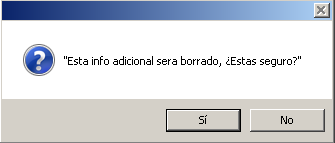 "Esta info adicional sera borrado, ¿Estas seguro?"
Sí
No